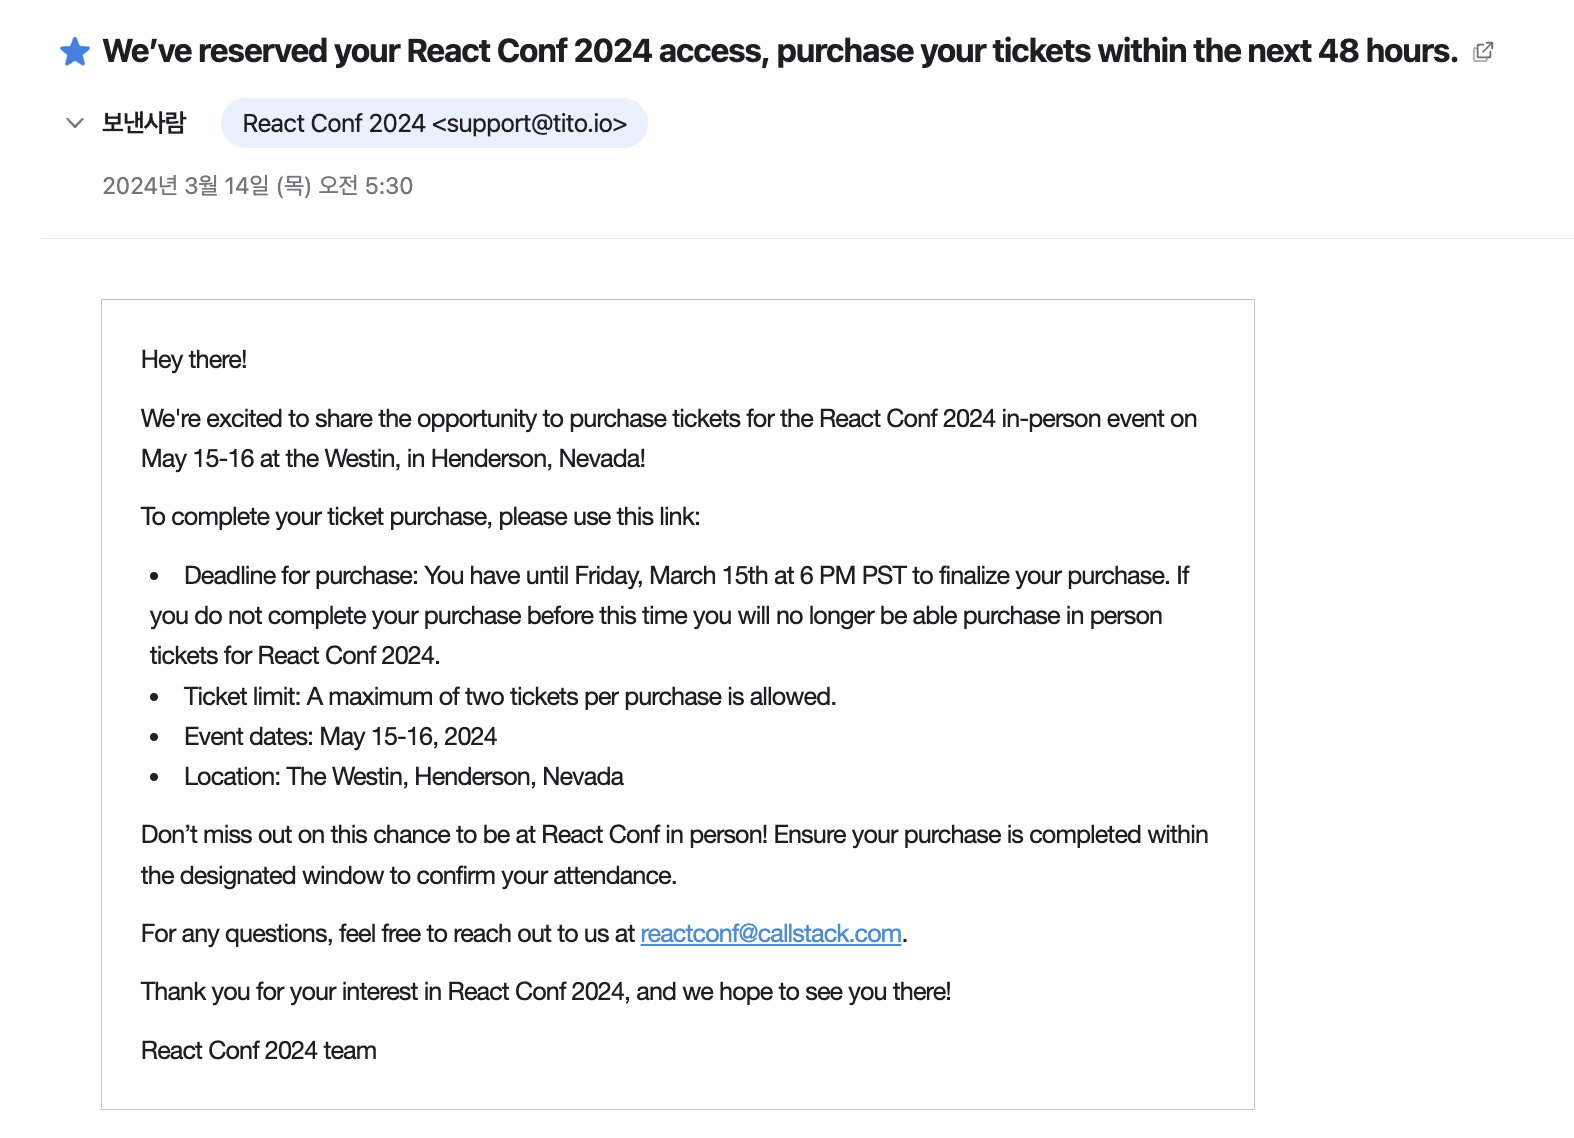 We’ve reserved your React Conf 2024 access, purchase your tickets within the next 48 hours.
보낸사람 React Conf 2024 <support@tito.io>
2024년 3월 14일 (목) 오전 5:30
Hey there!
We're excited to share the opportunity to purchase tickets for the React Conf 2024 in-person event on
May 15-16 at the Westin, in Henderson, Nevada!
To complete your ticket purchase, please use this link:
• Deadline for purchase: You have until Friday, March 15th at 6 PM PST to finalize your purchase. If
you do not complete your purchase before this time you will no longer be able purchase in person
tickets for React Conf 2024.
• Ticket limit: A maximum of two tickets per purchase is allowed.
• Event dates: May 15-16, 2024
• Location: The Westin, Henderson, Nevada
Don’t miss out on this chance to be at React Conf in person! Ensure your purchase is completed within
the designated window to confirm your attendance.
For any questions, feel free to reach out to us at reactconf@callstack.com.
Thank you for your interest in React Conf 2024, and we hope to see you there!
React Conf 2024 team